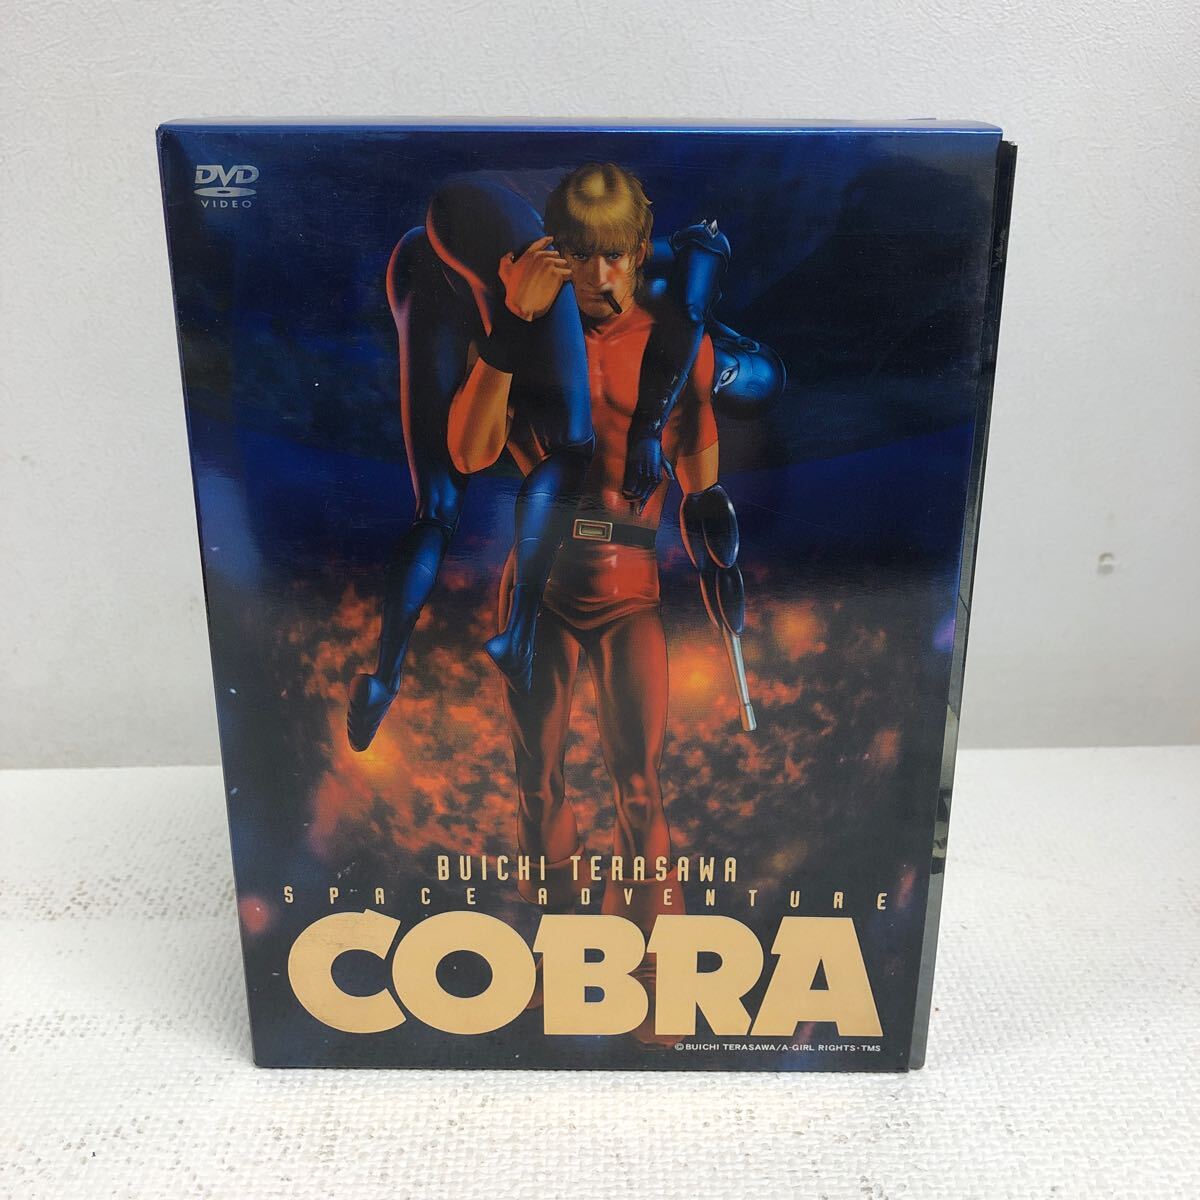 DVD
VIDEO
BUICHI TERASAWA
SPACE ADVENTURE
COBRA
©BUICHI TERASAWA/A-GIRL RIGHTS・TMS